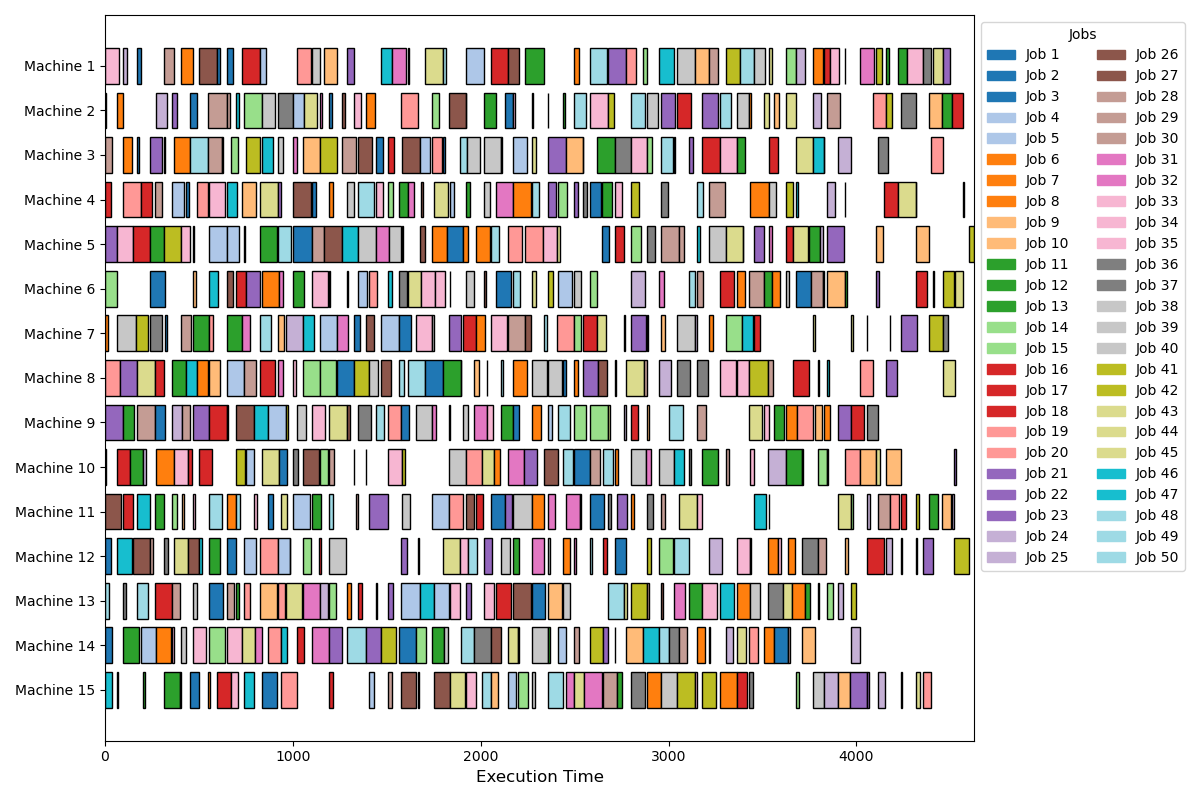 Machine 1
Machine 2
Machine 3
Machine 4
Machine 5
Machine 6
Machine 7
Machine 8
Machine 9
Machine 10
Machine 11
Machine 12
Machine 13
Machine 14
Machine 15
0 1000 2000 3000 4000
Execution Time
Jobs
Job 1 Job 26
Job 2 Job 27
Job 3 Job 28
Job 4 Job 29
Job 5 Job 30
Job 6 Job 31
Job 7 Job 32
Job 8 Job 33
Job 9 Job 34
Job 10 Job 35
Job 11 Job 36
Job 12 Job 37
Job 13 Job 38
Job 14 Job 39
Job 15 Job 40
Job 16 Job 41
Job 17 Job 42
Job 18 Job 43
Job 19 Job 44
Job 20 Job 45
Job 21 Job 46
Job 22 Job 47
Job 23 Job 48
Job 24 Job 49
Job 25 Job 50